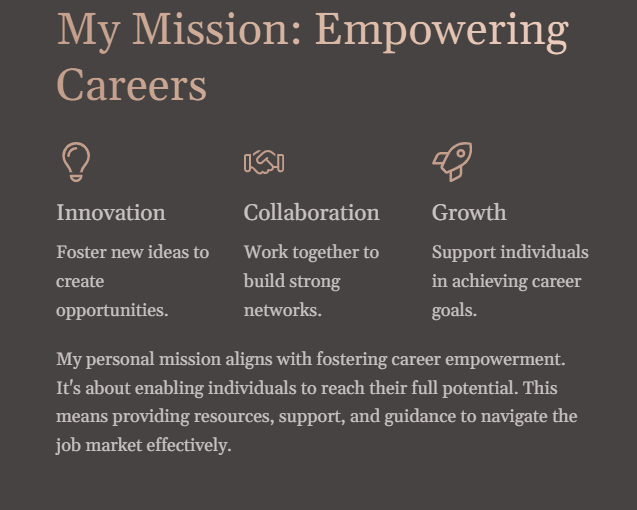 My Mission: Empowering
Careers
Innovation
Foster new ideas to
create
opportunities.
Collaboration
Work together to
build strong
networks.
Growth
Support individuals
in achieving career
goals.
My personal mission aligns with fostering career empowerment.
It's about enabling individuals to reach their full potential. This
means providing resources, support, and guidance to navigate the
job market effectively.